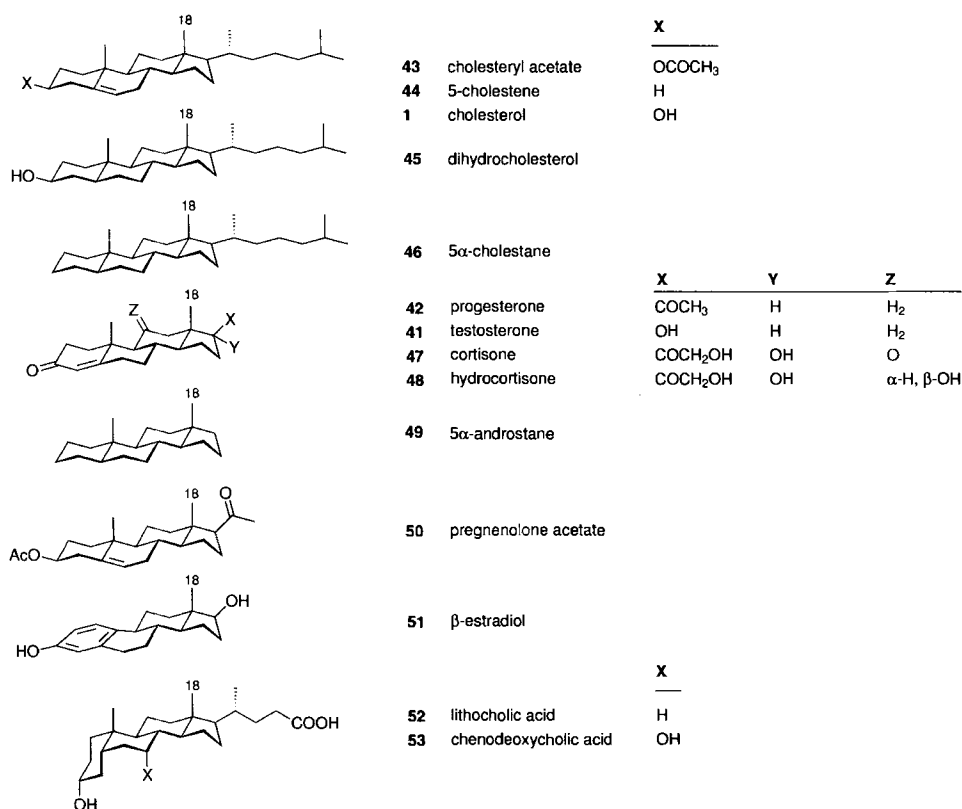 18
X
X
43 cholesteryl acetate OCOCH₃
44 5-cholestene H
1 cholesterol OH
18
HO
45 dihydrocholesterol
18
46 5α-cholestane
X Y Z
18
Z
X
Y
O
42 progesterone COCH₃ H H₂
41 testosterone OH H H₂
47 cortisone COCH₂OH OH O
48 hydrocortisone COCH₂OH OH α-H, β-OH
18
49 5α-androstane
18
O
AcO
50 pregnenolone acetate
18
OH
HO
51 β-estradiol
X
18
COOH
X
OH
52 lithocholic acid H
53 chenodeoxycholic acid OH